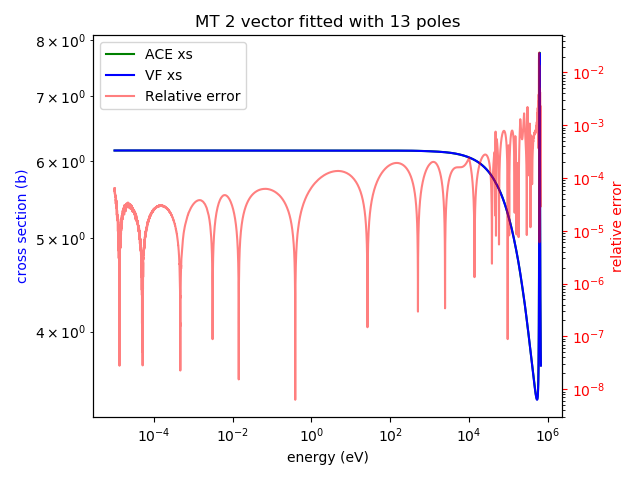 MT 2 vector fitted with 13 poles
ACE xs
VF xs
Relative error
cross section (b)
8 × 10⁰
7 × 10⁰
6 × 10⁰
5 × 10⁰
4 × 10⁰
10⁻²
10⁻³
10⁻⁴
10⁻⁵
10⁻⁶
10⁻⁷
10⁻⁸
relative error
10⁻⁴
10⁻²
10⁰
10²
10⁴
10⁶
energy (eV)